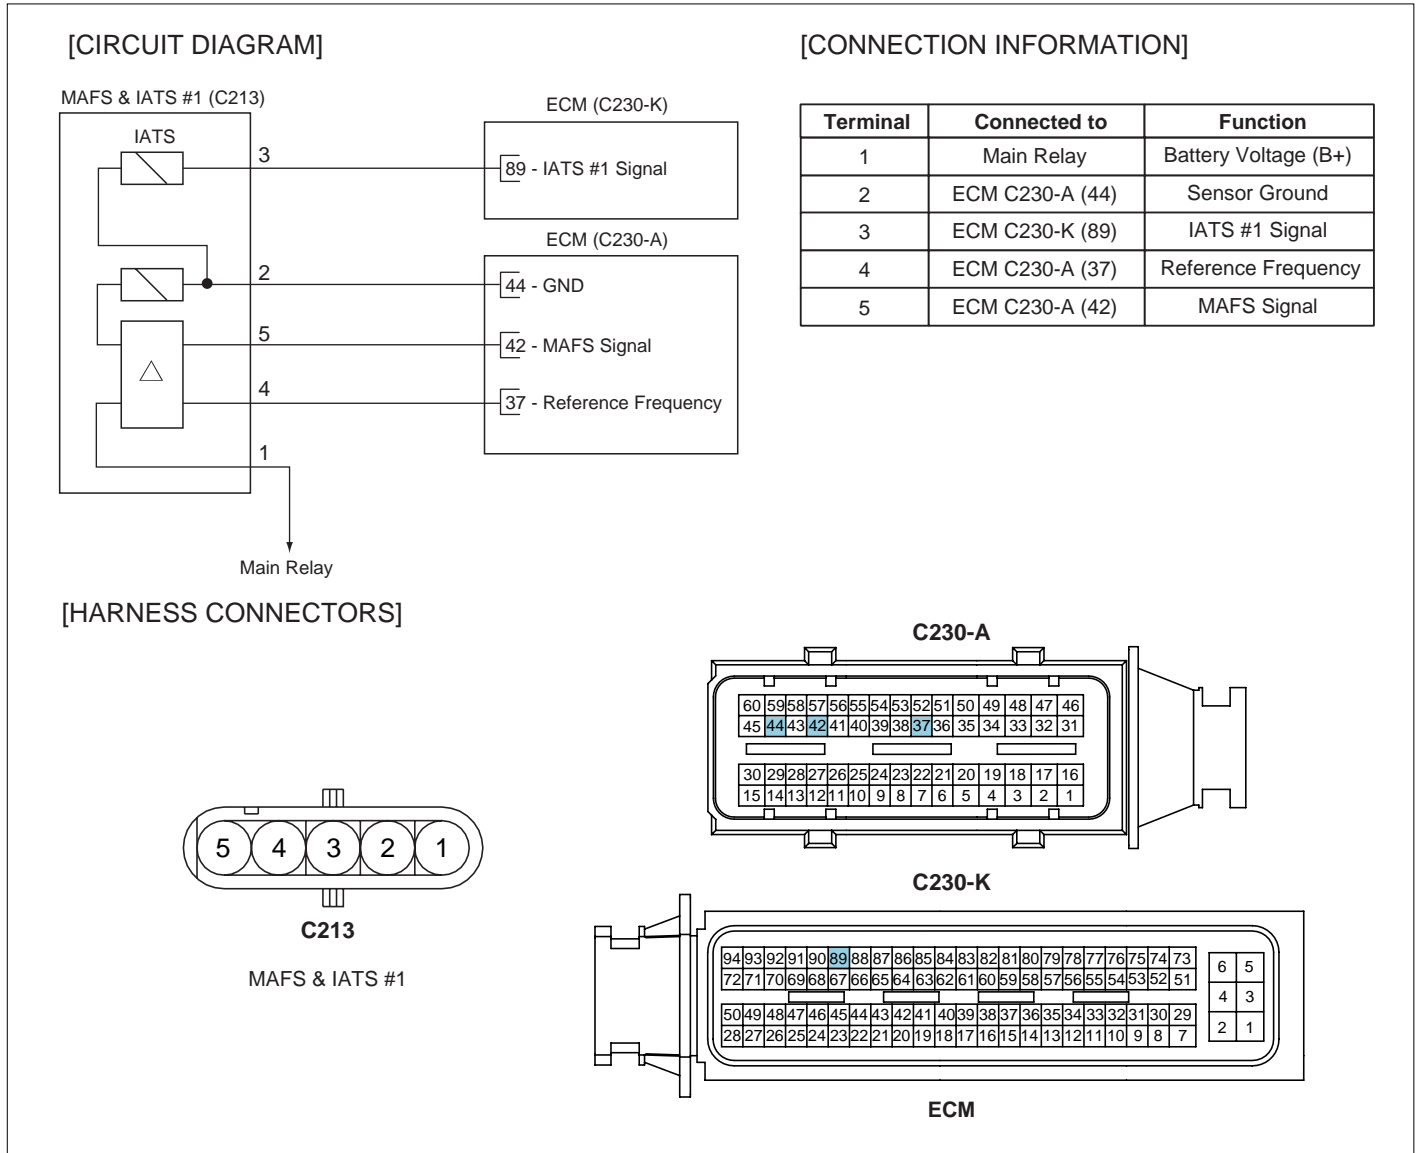 [CIRCUIT DIAGRAM]
MAFS & IATS #1 (C213)
IATS
3
2
5
4
1
Main Relay
ECM (C230-K)
89 - IATS #1 Signal
ECM (C230-A)
44 - GND
42 - MAFS Signal
37 - Reference Frequency
[CONNECTION INFORMATION]
Terminal Connected to Function
1 Main Relay Battery Voltage (B+)
2 ECM C230-A (44) Sensor Ground
3 ECM C230-K (89) IATS #1 Signal
4 ECM C230-A (37) Reference Frequency
5 ECM C230-A (42) MAFS Signal
[HARNESS CONNECTORS]
5 4 3 2 1
C213
MAFS & IATS #1
C230-A
60 59 58 57 56 55 54 53 52 51 50 49 48 47 46
45 44 43 42 41 40 39 38 37 36 35 34 33 32 31
30 29 28 27 26 25 24 23 22 21 20 19 18 17 16
15 14 13 12 11 10 9 8 7 6 5 4 3 2 1
C230-K
94 93 92 91 90 89 88 87 86 85 84 83 82 81 80 79 78 77 76 75 74 73
72 71 70 69 68 67 66 65 64 63 62 61 60 59 58 57 56 55 54 53 52 51
50 49 48 47 46 45 44 43 42 41 40 39 38 37 36 35 34 33 32 31 30 29
28 27 26 25 24 23 22 21 20 19 18 17 16 15 14 13 12 11 10 9 8 7
6 5
4 3
2 1
ECM